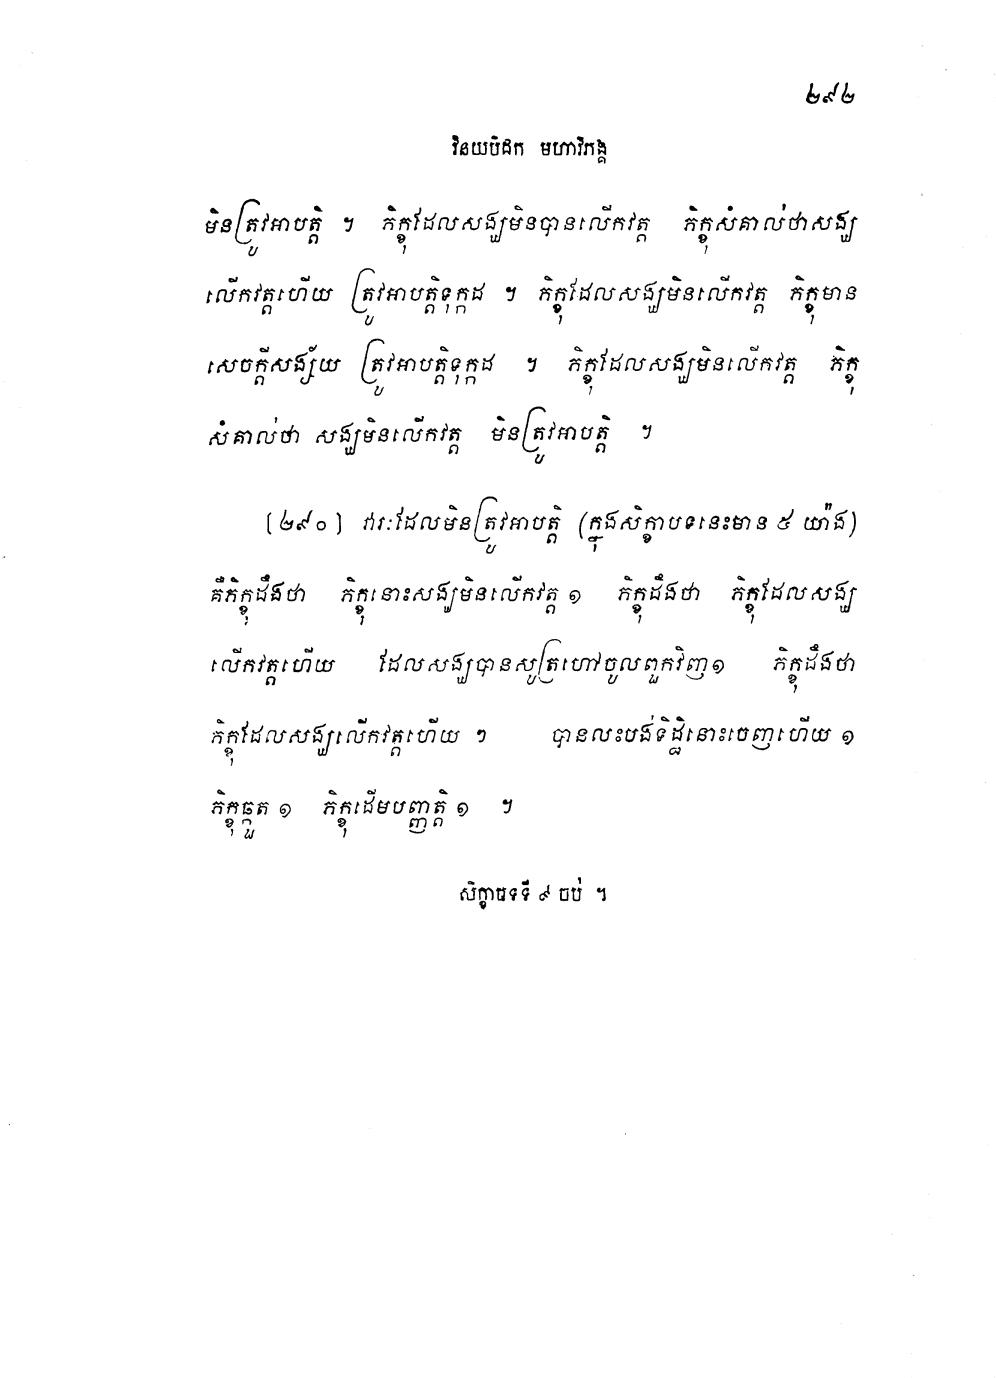 ២៩២
វិនយបិដក មហាវិភង្គ
មិនត្រូវអាបត្តិ ។ ភិក្ខុដែលសង្ឃមិនបានលើកវត្ត ភិក្ខុសំគាល់ថាសង្ឃ
លើកវត្តហើយ ត្រូវអាបត្តិទុក្កដ ។ ភិក្ខុដែលសង្ឃមិនលើកវត្ត ភិក្ខុមាន
សេចក្តីសង្ស័យ ត្រូវអាបត្តិទុក្កដ ។ ភិក្ខុដែលសង្ឃមិនលើកវត្ត ភិក្ខុ
សំគាល់ថា សង្ឃមិនលើកវត្ត មិនត្រូវអាបត្តិ ។
[២៩០] វារៈដែលមិនត្រូវអាបត្តិ (ក្នុងសិក្ខាបទនេះមាន ៥ យ៉ាង)
គឺភិក្ខុដឹងថា ភិក្ខុនោះសង្ឃមិនលើកវត្ត ១ ភិក្ខុដឹងថា ភិក្ខុដែលសង្ឃ
លើកវត្តហើយ ដែលសង្ឃបានសូត្រហៅចូលពួកវិញ១ ភិក្ខុដឹងថា
ភិក្ខុដែលសង្ឃលើកវត្តហើយ ៗ បានលះបង់ទិដ្ឋិនោះចេញហើយ ១
ភិក្ខុឆ្កួត ១ ភិក្ខុដើមបញ្ញត្តិ ១ ។
សិក្ខាបទទី ៩ ចប់ ។